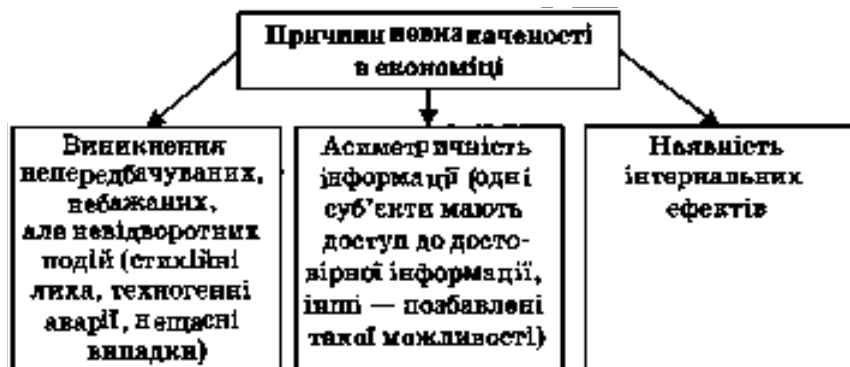 Причини невизначеності
в економіці
Виникнення
непередбачуваних,
небажаних,
але невідворотних
подій (стихійні
лиха, техногенні
аварії, нещасні
випадки)
Асиметричність
інформації (одні
суб'єкти мають
доступ до досто-
вірної інформації,
інші — позбавлені
такої можливості)
Наявність
інтернальних
ефектів